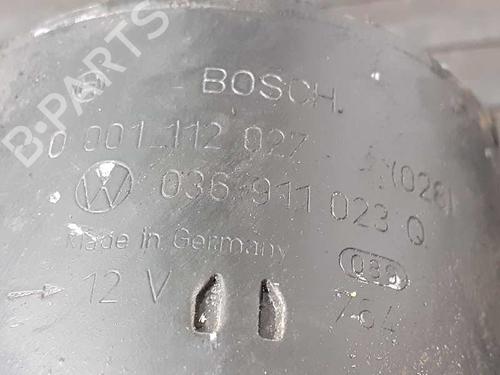 B-PARTS
BOSCH
0 001 112 027 (028)
036 911 023 Q
Made in Germany
12 V
764